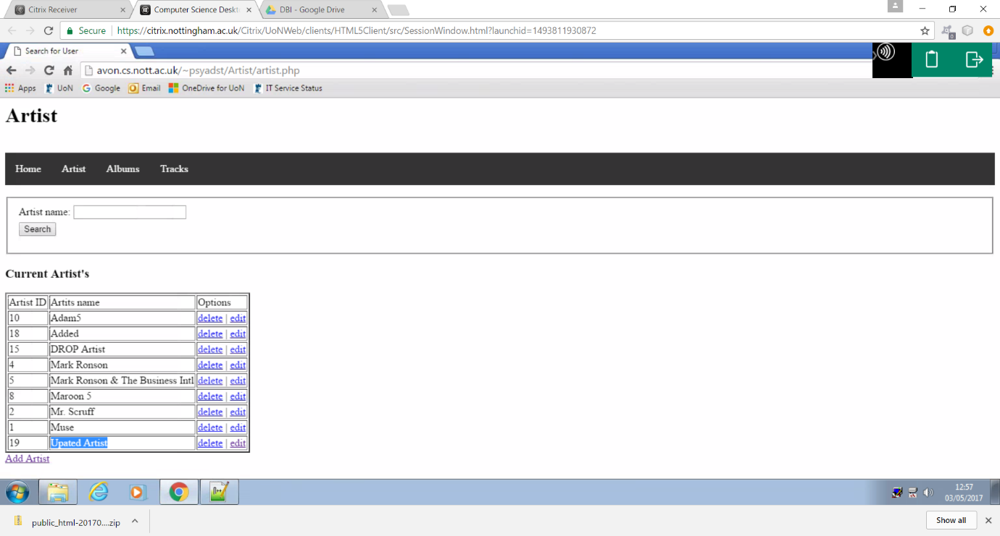 Citrix Receiver
Computer Science Deskt
DBI - Google Drive
Secure
https://citrix.nottingham.ac.uk/Citrix/UoNWeb/clients/HTML5Client/src/SessionWindow.html?launchid=1493811930872
0
Search for User
avon.cs.nott.ac.uk/~psyadst/Artist/artist.php
Apps UoN Google Email OneDrive for UoN IT Service Status
Artist
Home Artist Albums Tracks
Artist name:
Search
Current Artist's
Artist ID Artits name Options
10 Adam5 delete | edit
18 Added delete | edit
15 DROP Artist delete | edit
4 Mark Ronson delete | edit
5 Mark Ronson & The Business Intl delete | edit
8 Maroon 5 delete | edit
2 Mr. Scruff delete | edit
1 Muse delete | edit
19 Upated Artist delete | edit
Add Artist
12:57
03/05/2017
public_html-20170....zip
Show all